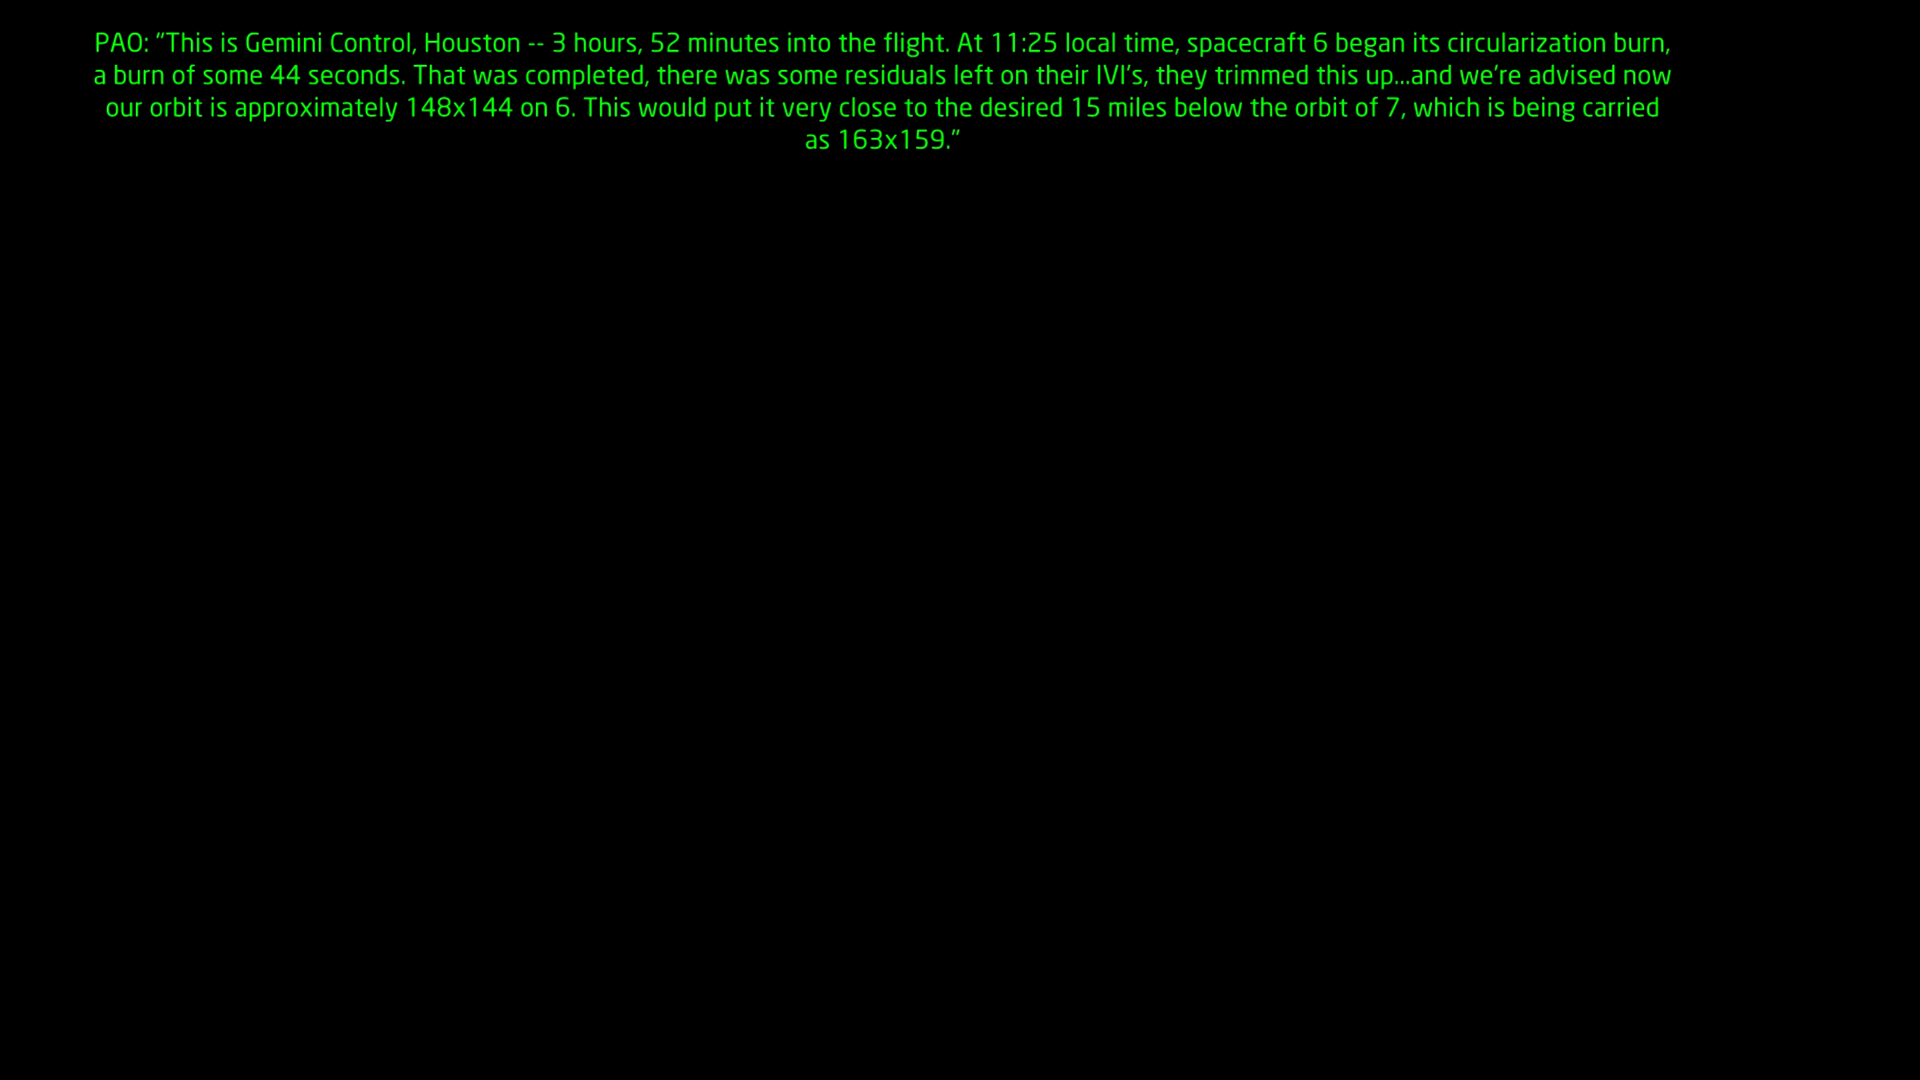 PAO: “This is Gemini Control, Houston -- 3 hours, 52 minutes into the flight. At 11:25 local time, spacecraft 6 began its circularization burn,
a burn of some 44 seconds. That was completed, there was some residuals left on their IVI’s, they trimmed this up...and we’re advised now
our orbit is approximately 148x144 on 6. This would put it very close to the desired 15 miles below the orbit of 7, which is being carried
as 163x159.”